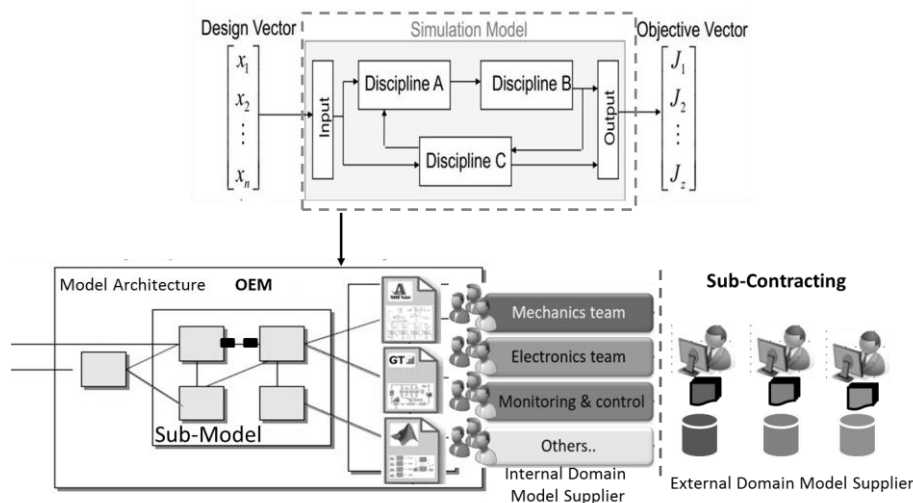 Design Vector
Simulation Model
Objective Vector
x1
x2
⋮
xn
Input
Discipline A
Discipline B
Discipline C
Output
J1
J2
⋮
Jz
Model Architecture
OEM
Sub-Model
GT
Mechanics team
Electronics team
Monitoring & control
Others..
Internal Domain
Model Supplier
Sub-Contracting
External Domain Model Supplier